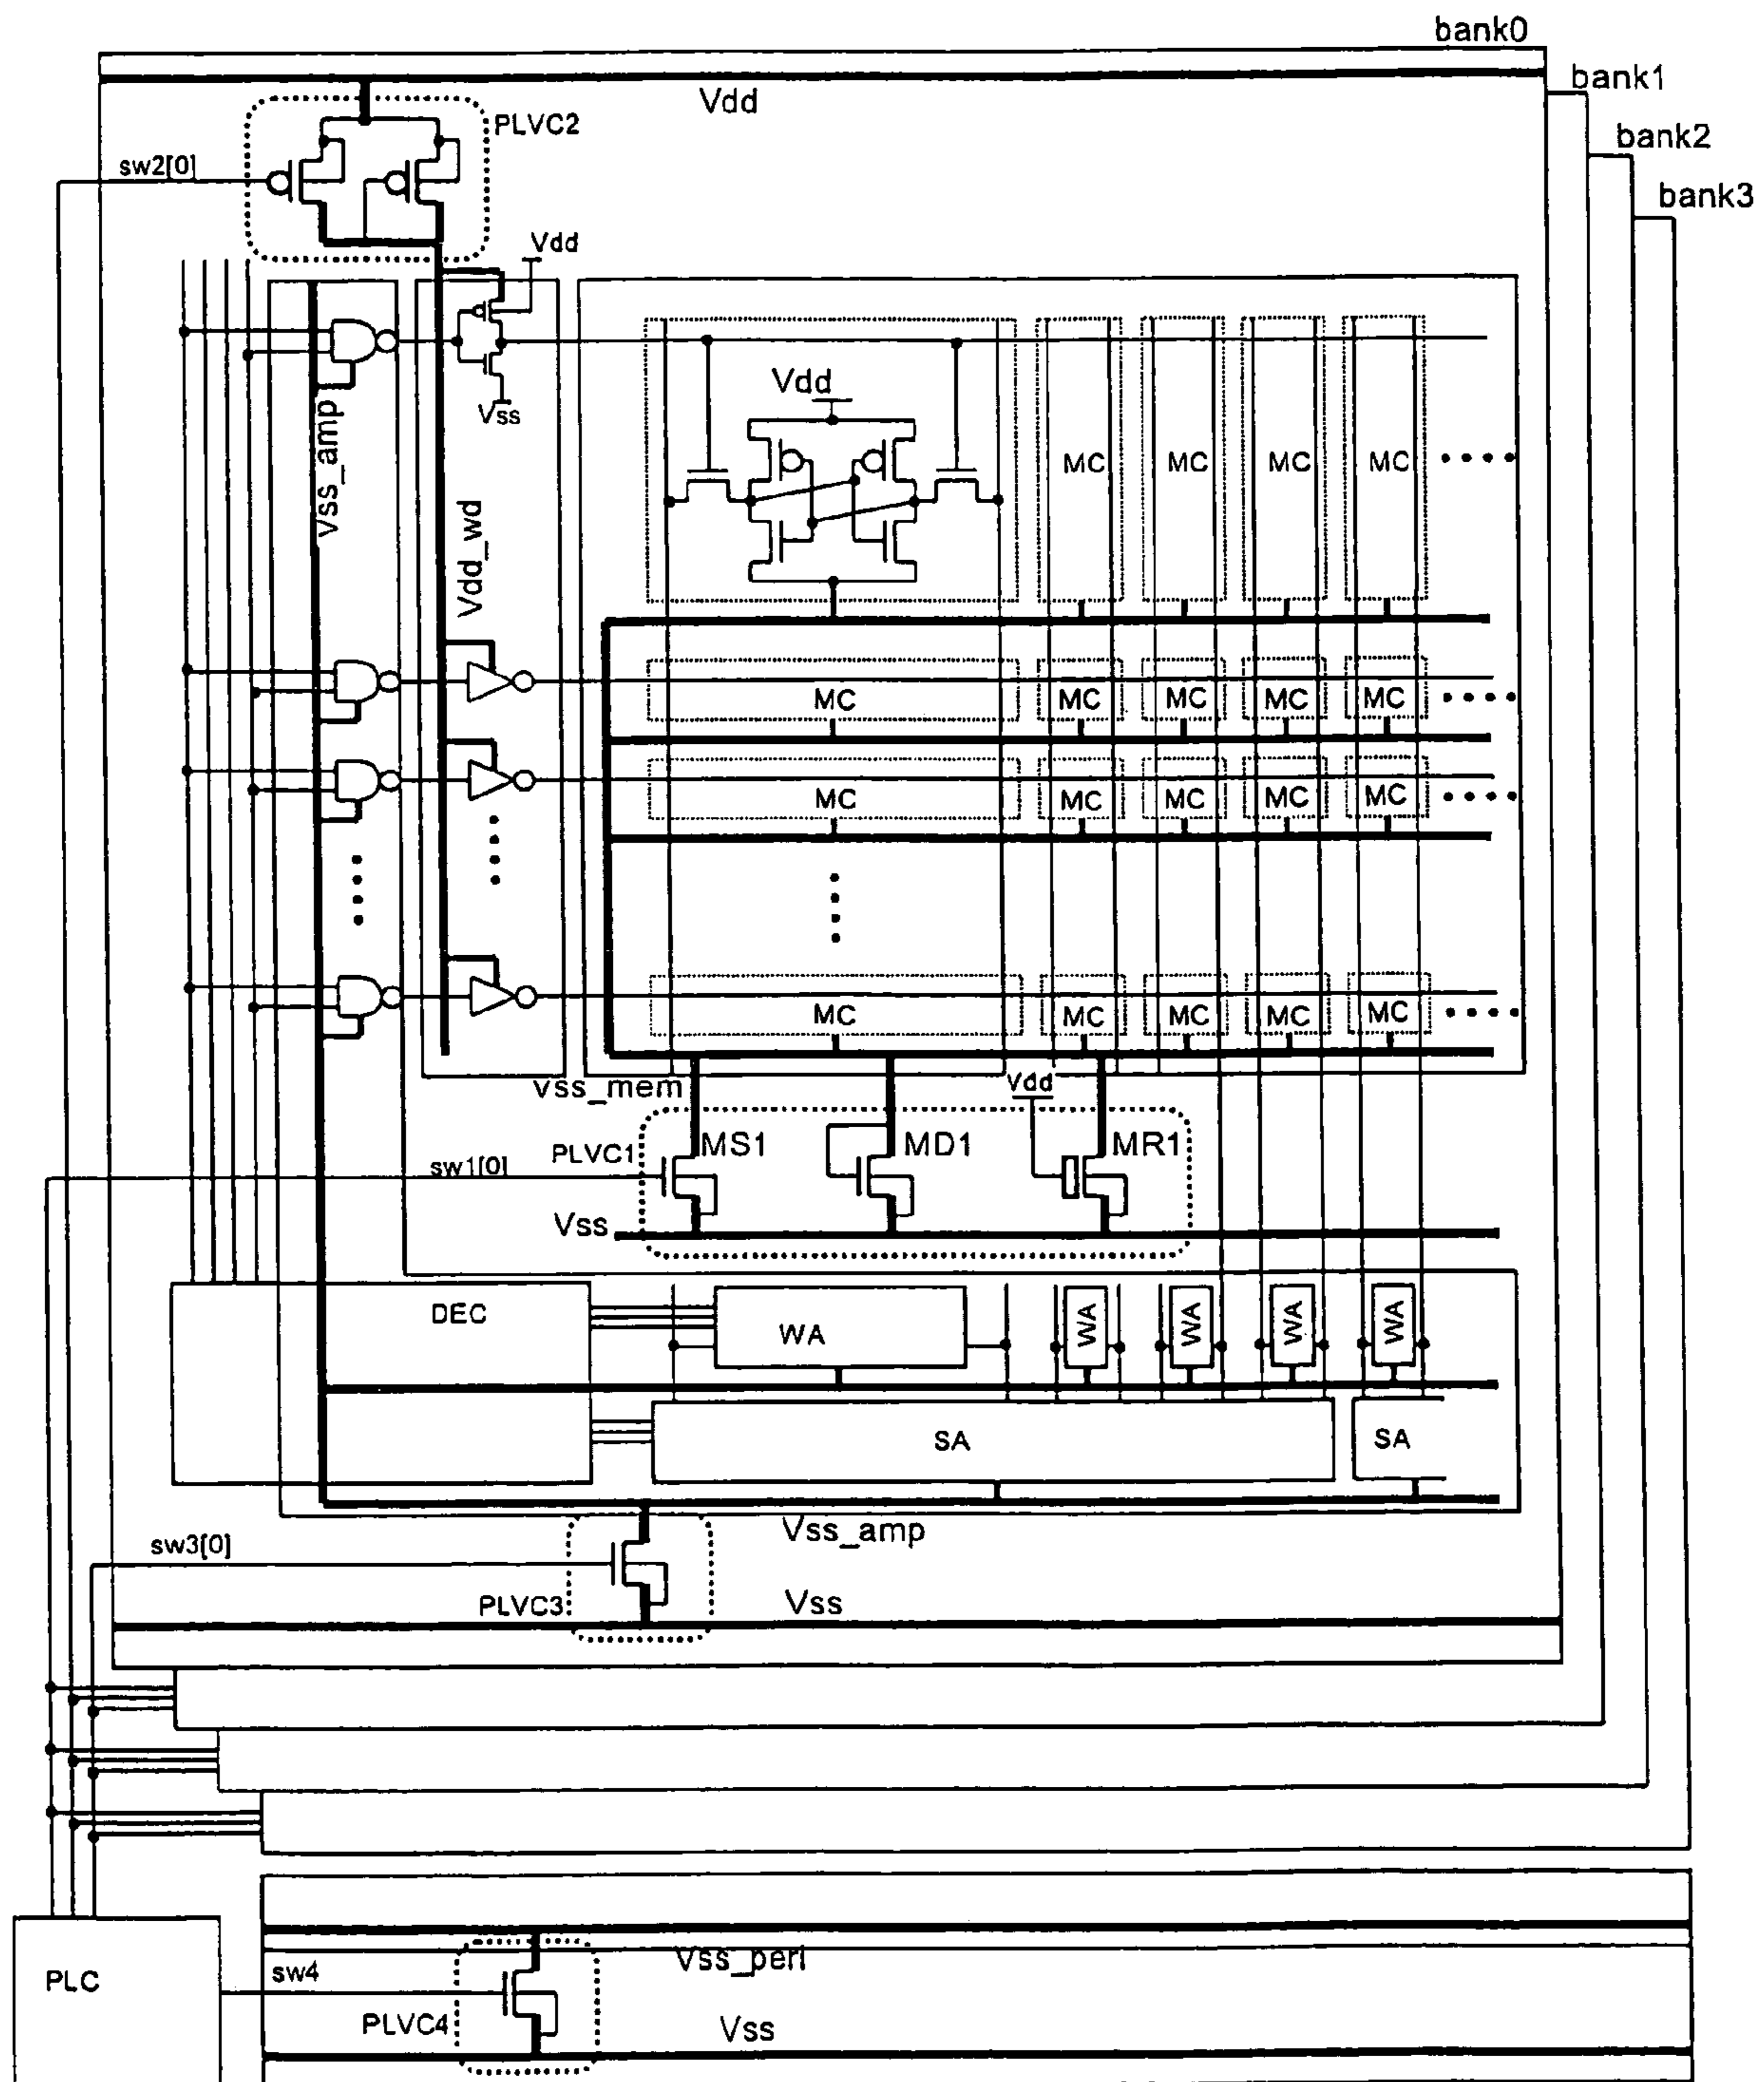 bank0
bank1
bank2
bank3
Vdd
PLVC2
sw2[0]
Vdd
Vss
Vss_amp
Vdd_wd
Vdd
MC MC MC MC
MC MC MC MC MC
MC MC MC MC MC
MC MC MC MC MC
vss_mem
Vdd
PLVC1 MS1 MD1 MR1
sw1[0]
Vss
DEC WA WA WA WA WA
SA SA
Vss_amp
sw3[0]
PLVC3
Vss
PLC
sw4
Vss_peri
PLVC4
Vss